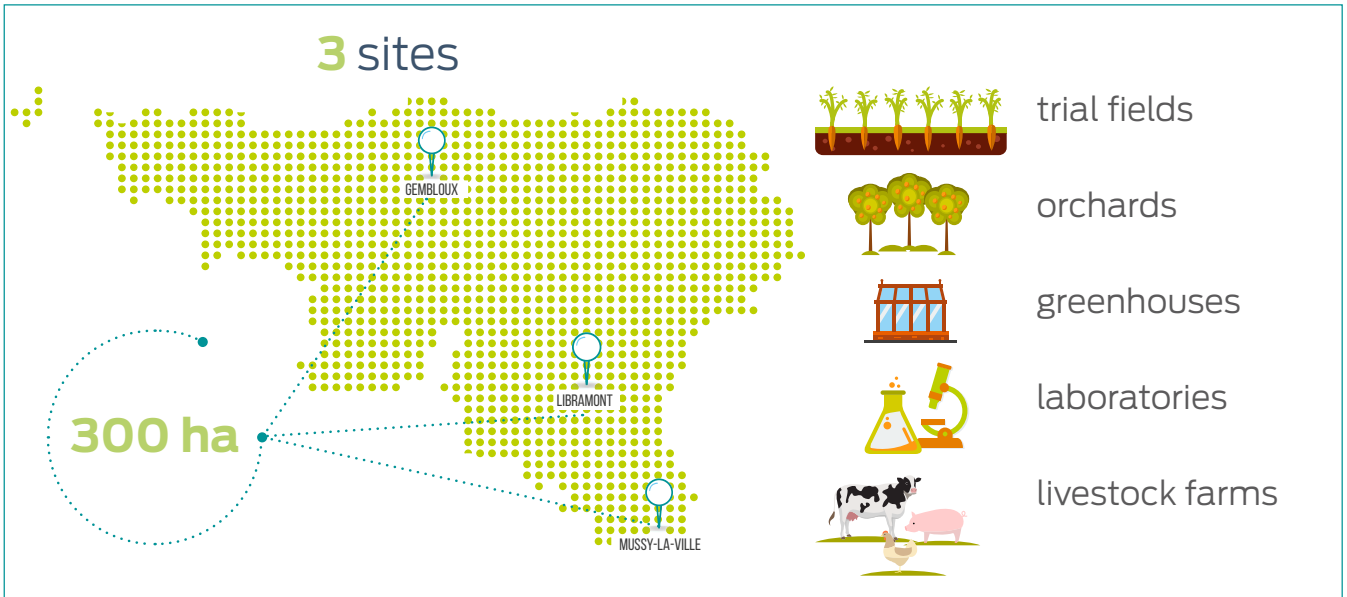 3 sites
GEMBLOUX
LIBRAMONT
MUSSY-LA-VILLE
300 ha
trial fields
orchards
greenhouses
laboratories
livestock farms